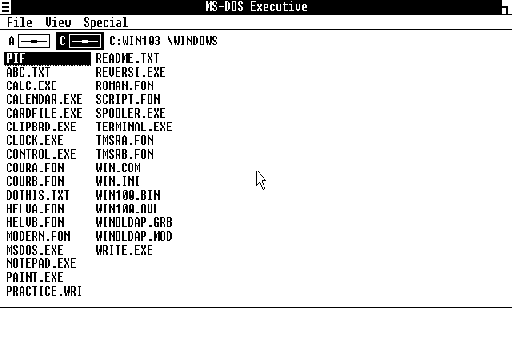 MS-DOS Executive
File View Special
A C C:WIN103 \WINDOWS
PIF README.TXT
ABC.TXT REVERSI.EXE
CALC.EXE ROMAN.FON
CALENDAR.EXE SCRIPT.FON
CARDFILE.EXE SPOOLER.EXE
CLIPBRD.EXE TERMINAL.EXE
CLOCK.EXE TMSRA.FON
CONTROL.EXE TMSRB.FON
COURA.FON WIN.COM
COURB.FON WIN.INI
DOTHIS.TXT WIN100.BIN
HELVA.FON WIN100.OVL
HELVB.FON WINOLDAP.GRB
MODERN.FON WINOLDAP.MOD
MSDOS.EXE WRITE.EXE
NOTEPAD.EXE
PAINT.EXE
PRACTICE.WRI